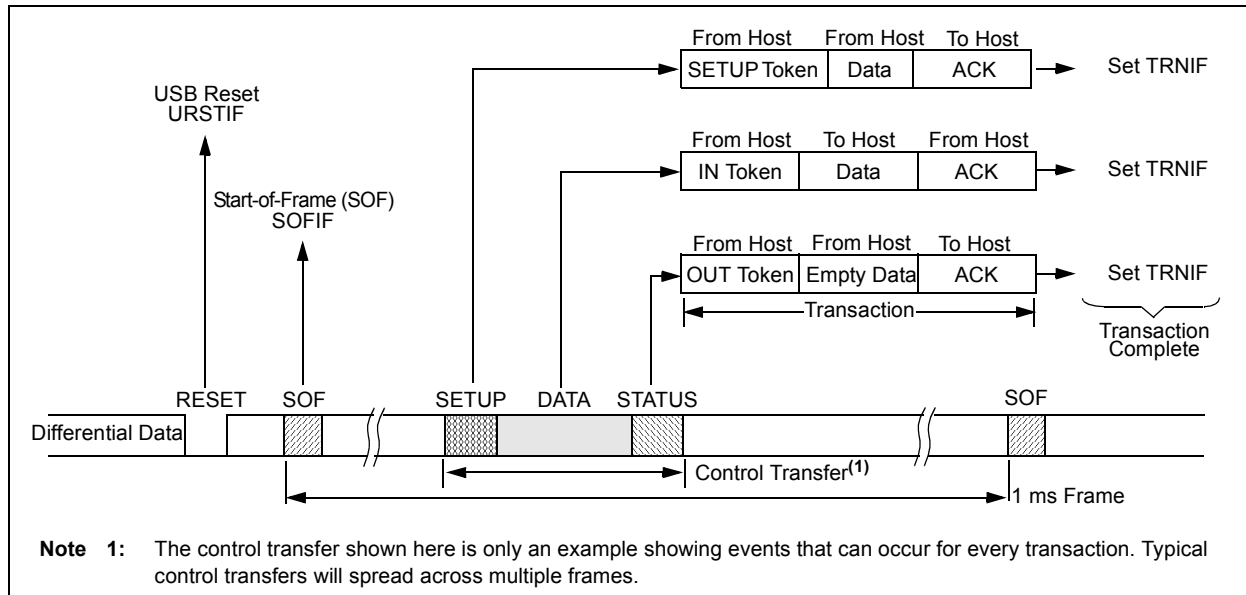 From Host From Host To Host
SETUP Token Data ACK Set TRNIF
USB Reset
URSTIF
From Host To Host From Host
IN Token Data ACK Set TRNIF
Start-of-Frame (SOF)
SOFIF
From Host From Host To Host
OUT Token Empty Data ACK Set TRNIF
Transaction
Transaction
Complete
RESET SOF SETUP DATA STATUS SOF
Differential Data
Control Transfer(1)
1 ms Frame
Note 1: The control transfer shown here is only an example showing events that can occur for every transaction. Typical
control transfers will spread across multiple frames.